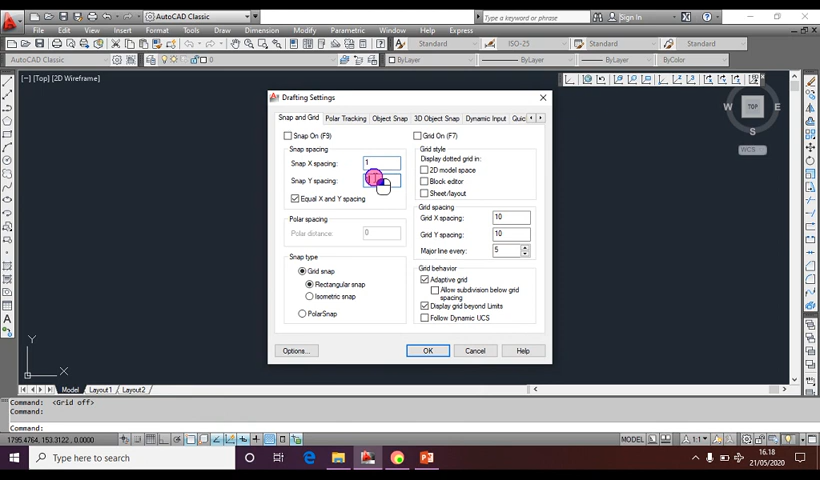 AutoCAD Classic
Type a keyword or phrase
Sign In
File Edit View Insert Format Tools Draw Dimension Modify Parametric Window Help Express
Standard ISO-25 Standard Standard
AutoCAD Classic 0 ByLayer ByLayer ByColor
[-] [Top] [2D Wireframe]
W TOP E
S
WCS
Drafting Settings
Snap and Grid Polar Tracking Object Snap 3D Object Snap Dynamic Input Quic
Snap On (F9)
Grid On (F7)
Snap spacing
Snap X spacing: 1
Snap Y spacing:
Equal X and Y spacing
Polar spacing
Polar distance: 0
Snap type
Grid snap
Rectangular snap
Isometric snap
PolarSnap
Grid style
Display dotted grid in:
2D model space
Block editor
Sheet/layout
Grid spacing
Grid X spacing: 10
Grid Y spacing: 10
Major line every: 5
Grid behavior
Adaptive grid
Allow subdivision below grid
spacing
Display grid beyond Limits
Follow Dynamic UCS
Options... OK Cancel Help
Y
X
Model Layout1 Layout2
Command: <Grid off>
Command:
Command:
1795.4764, 153.3122, 0.0000
MODEL 1:1
Type here to search
16.18
21/05/2020